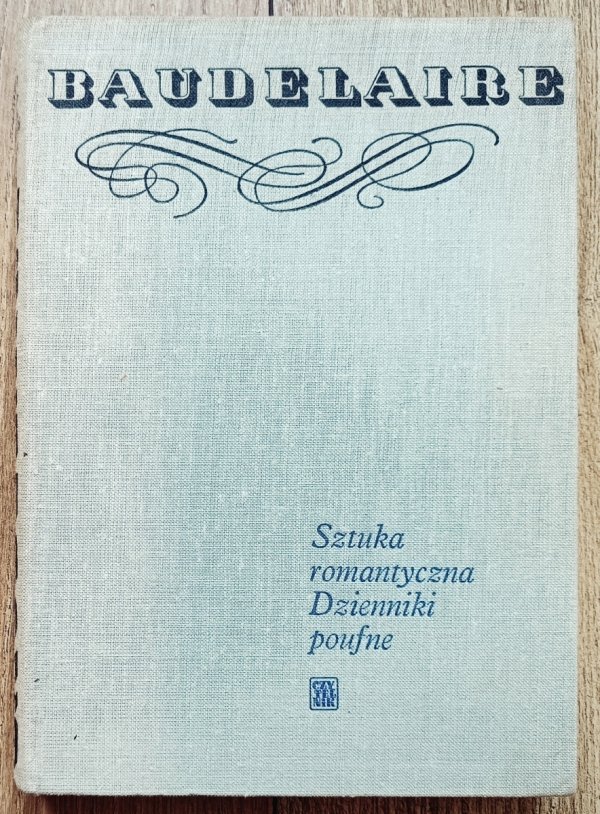 BAUDELAIRE
Sztuka
romantyczna
Dzienniki
poufne
CZY
TEL
NIK